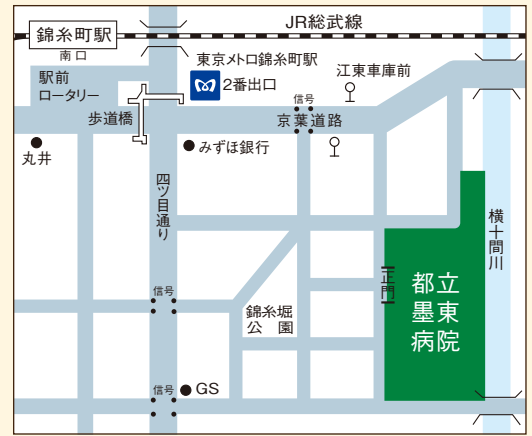 JR総武線
錦糸町駅
南口
東京メトロ錦糸町駅
2番出口
駅前
ロータリー
江東車庫前
信号
歩道橋
京葉道路
丸井
みずほ銀行
四ツ目通り
横十間川
正門
都立
墨東
病院
信号
錦糸堀
公園
信号
GS